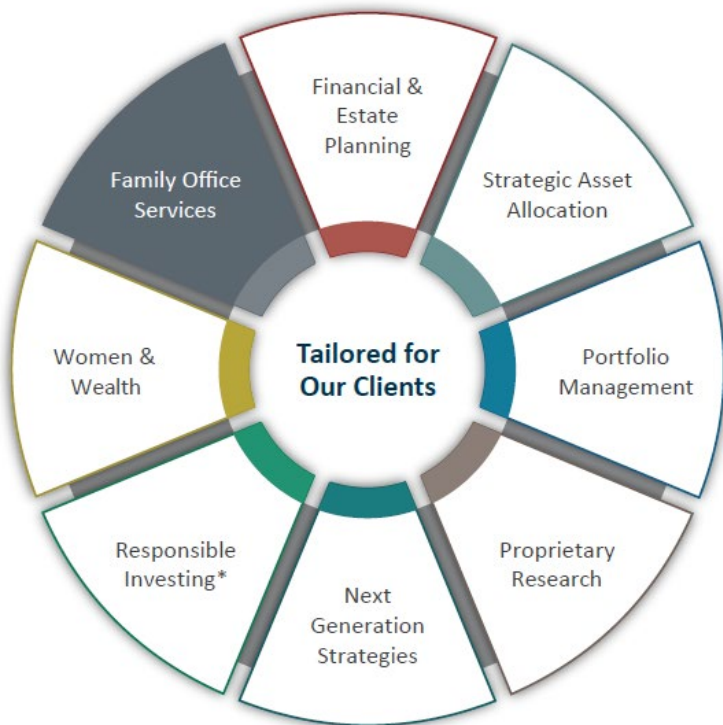 Financial &
Estate
Planning
Strategic Asset
Allocation
Portfolio
Management
Proprietary
Research
Next
Generation
Strategies
Responsible
Investing*
Women &
Wealth
Family Office
Services
Tailored for
Our Clients